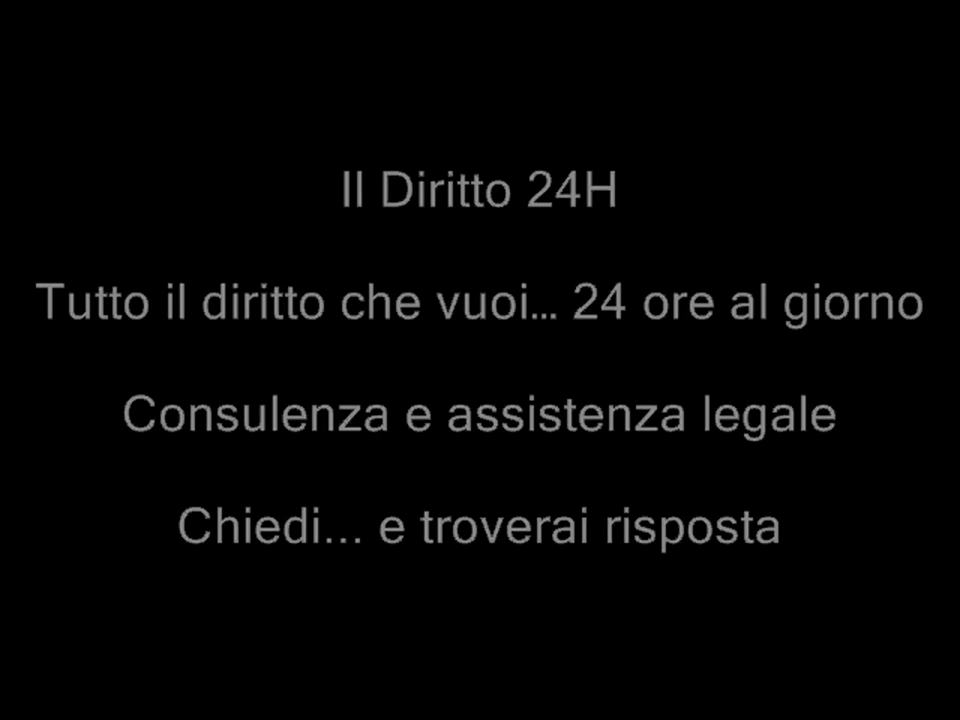 Il Diritto 24H
Tutto il diritto che vuoi… 24 ore al giorno
Consulenza e assistenza legale
Chiedi... e troverai risposta